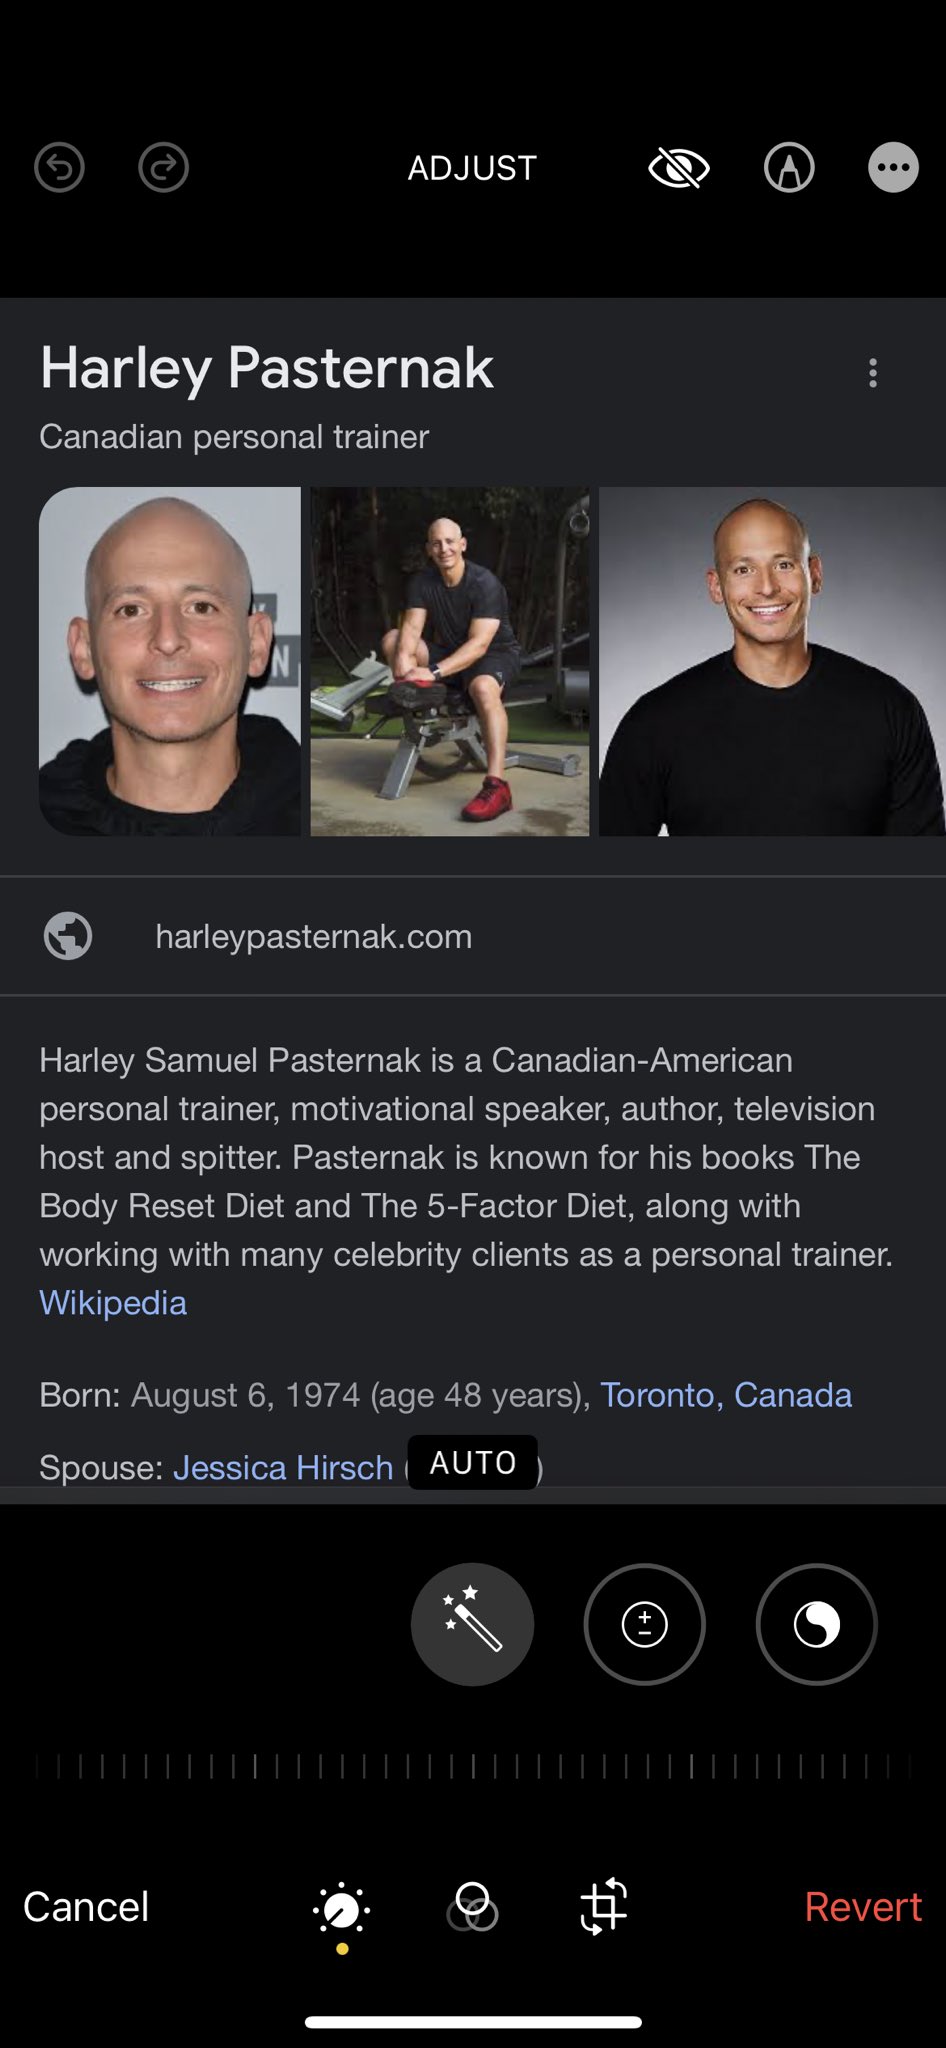 ADJUST
Harley Pasternak
Canadian personal trainer
N
harleypasternak.com
Harley Samuel Pasternak is a Canadian-American
personal trainer, motivational speaker, author, television
host and spitter. Pasternak is known for his books The
Body Reset Diet and The 5-Factor Diet, along with
working with many celebrity clients as a personal trainer.
Wikipedia
Born: August 6, 1974 (age 48 years), Toronto, Canada
Spouse: Jessica Hirsch ( )
AUTO
Cancel
Revert